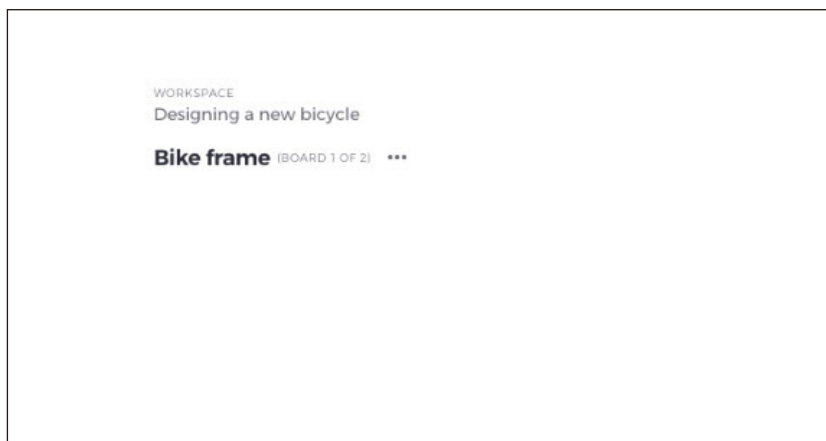 WORKSPACE
Designing a new bicycle
Bike frame (BOARD 1 OF 2) •••